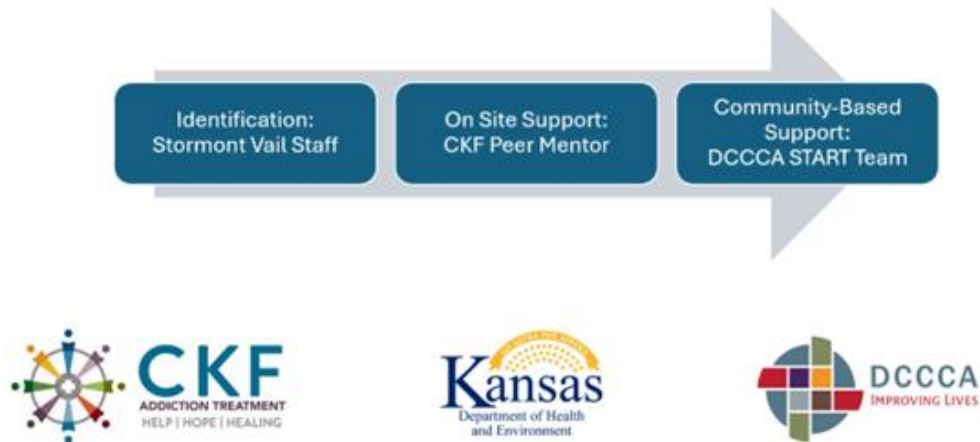 Identification:
Stormont Vail Staff
On Site Support:
CKF Peer Mentor
Community-Based
Support:
DCCCA START Team
CKF
ADDICTION TREATMENT
HELP | HOPE | HEALING
Kansas
Department of Health
and Environment
DCCCA
IMPROVING LIVES